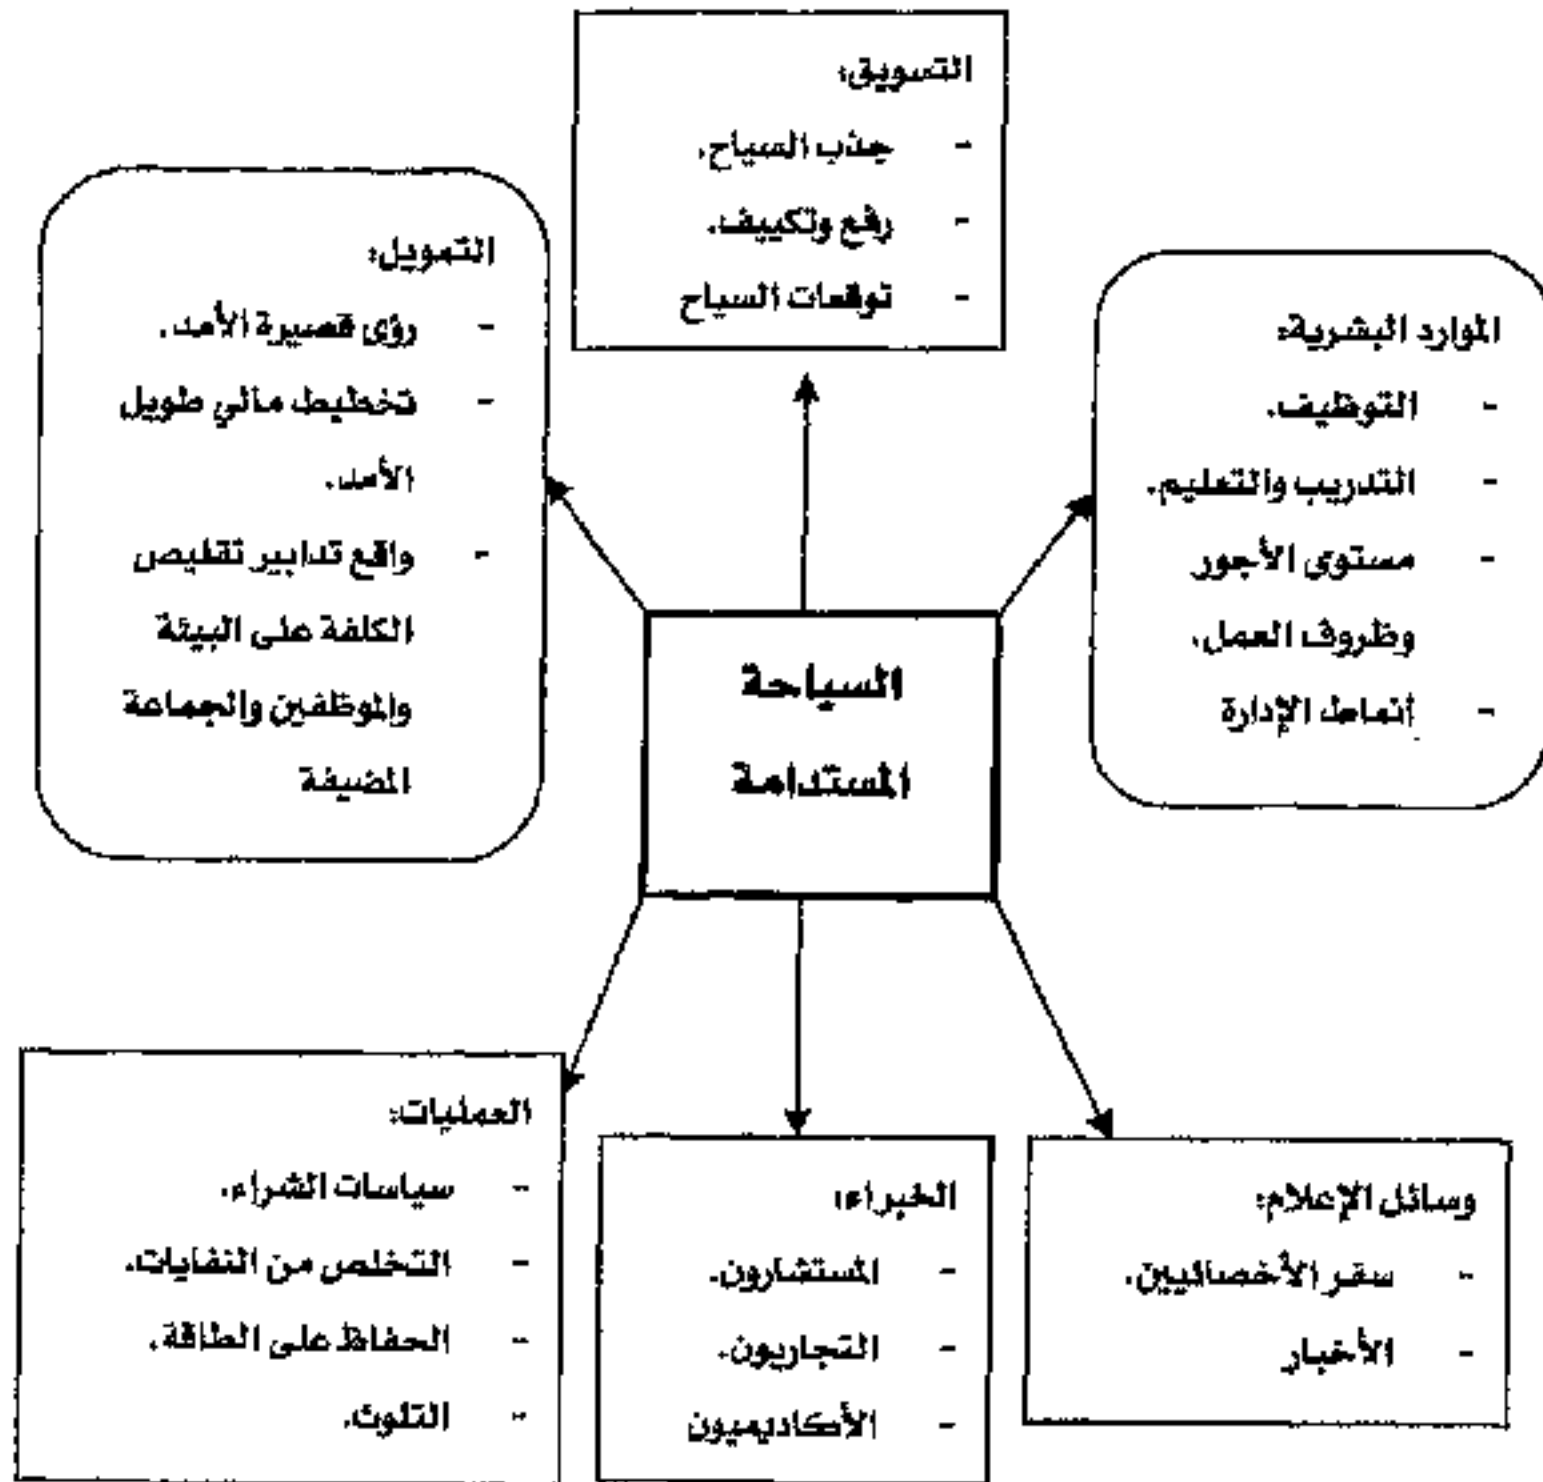 التسويق:
- جذب السياح.
- رفع وتكييف.
- توقعات السياح
الموارد البشرية:
- التوظيف.
- التدريب والتعليم.
- مستوى الأجور
وظروف العمل.
- أنماط الإدارة
التمويل:
- رؤى قصيرة الأمد.
- تخطيط مالي طويل
الأمد.
- واقع تدابير تقليص
الكلفة على البيئة
والموظفين والجماعة
المضيفة
السياحة
المستدامة
وسائل الإعلام:
- سفر الأخصائيين.
- الأخبار
الخبراء:
- المستشارون.
- التجاريون.
- الأكاديميون
العمليات:
- سياسات الشراء.
- التخلص من النفايات.
- الحفاظ على الطاقة.
- التلوث.